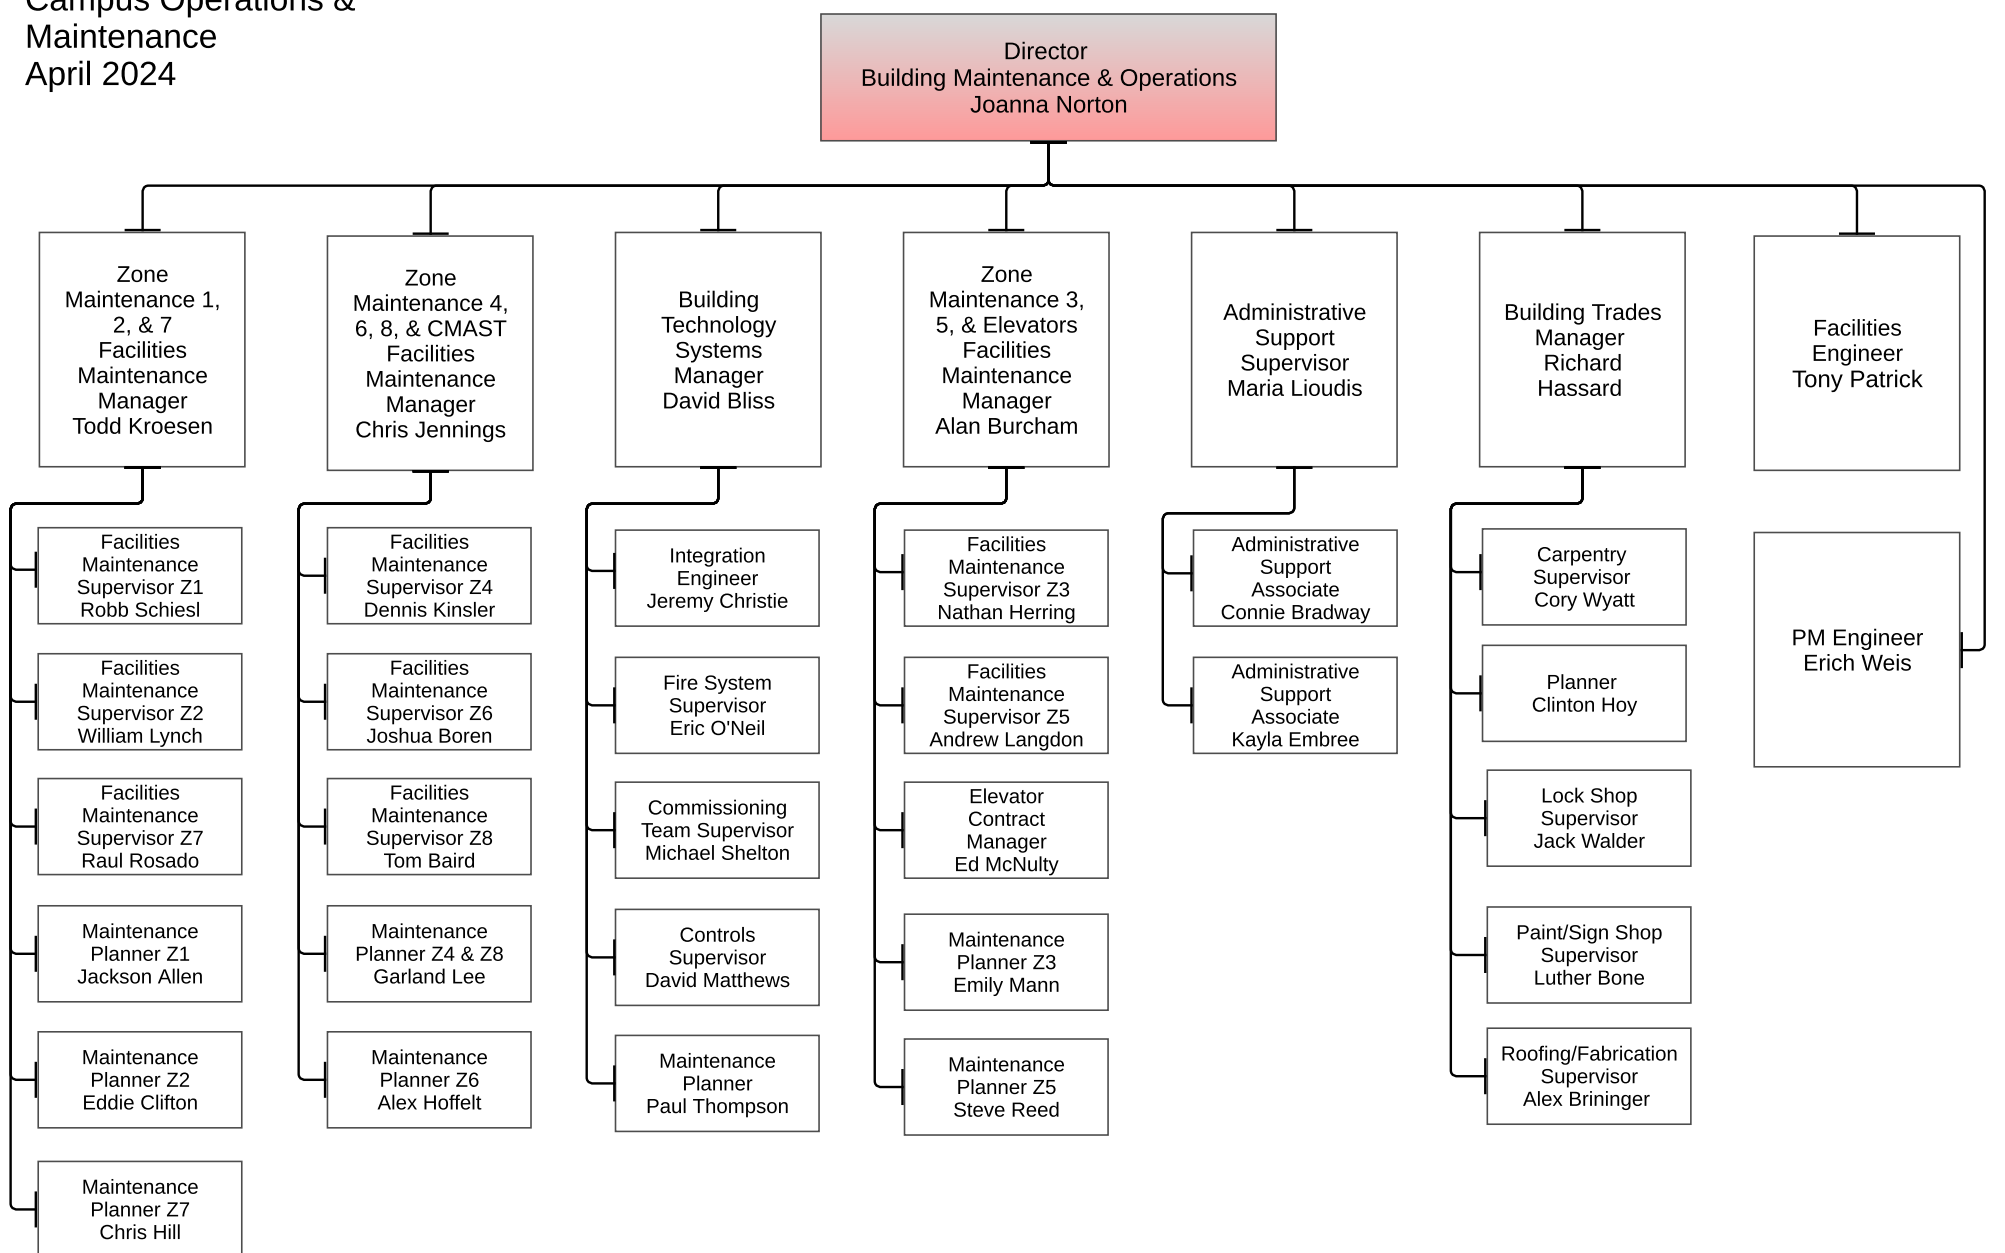 Campus Operations &
Maintenance
April 2024
Director
Building Maintenance & Operations
Joanna Norton
Zone
Maintenance 1,
2, & 7
Facilities
Maintenance
Manager
Todd Kroesen
Zone
Maintenance 4,
6, 8, & CMAST
Facilities
Maintenance
Manager
Chris Jennings
Building
Technology
Systems
Manager
David Bliss
Zone
Maintenance 3,
5, & Elevators
Facilities
Maintenance
Manager
Alan Burcham
Administrative
Support
Supervisor
Maria Lioudis
Building Trades
Manager
Richard
Hassard
Facilities
Engineer
Tony Patrick
PM Engineer
Erich Weis
Facilities
Maintenance
Supervisor Z1
Robb Schiesl
Facilities
Maintenance
Supervisor Z2
William Lynch
Facilities
Maintenance
Supervisor Z7
Raul Rosado
Maintenance
Planner Z1
Jackson Allen
Maintenance
Planner Z2
Eddie Clifton
Maintenance
Planner Z7
Chris Hill
Facilities
Maintenance
Supervisor Z4
Dennis Kinsler
Facilities
Maintenance
Supervisor Z6
Joshua Boren
Facilities
Maintenance
Supervisor Z8
Tom Baird
Maintenance
Planner Z4 & Z8
Garland Lee
Maintenance
Planner Z6
Alex Hoffelt
Integration
Engineer
Jeremy Christie
Fire System
Supervisor
Eric O'Neil
Commissioning
Team Supervisor
Michael Shelton
Controls
Supervisor
David Matthews
Maintenance
Planner
Paul Thompson
Facilities
Maintenance
Supervisor Z3
Nathan Herring
Facilities
Maintenance
Supervisor Z5
Andrew Langdon
Elevator
Contract
Manager
Ed McNulty
Maintenance
Planner Z3
Emily Mann
Maintenance
Planner Z5
Steve Reed
Administrative
Support
Associate
Connie Bradway
Administrative
Support
Associate
Kayla Embree
Carpentry
Supervisor
Cory Wyatt
Planner
Clinton Hoy
Lock Shop
Supervisor
Jack Walder
Paint/Sign Shop
Supervisor
Luther Bone
Roofing/Fabrication
Supervisor
Alex Brininger